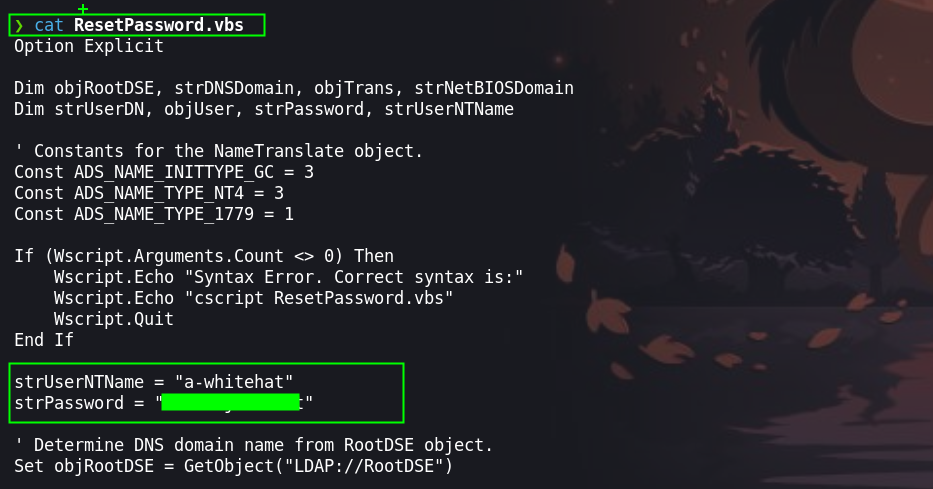 ❯ cat ResetPassword.vbs
Option Explicit

Dim objRootDSE, strDNSDomain, objTrans, strNetBIOSDomain
Dim strUserDN, objUser, strPassword, strUserNTName

' Constants for the NameTranslate object.
Const ADS_NAME_INITTYPE_GC = 3
Const ADS_NAME_TYPE_NT4 = 3
Const ADS_NAME_TYPE_1779 = 1

If (Wscript.Arguments.Count <> 0) Then
    Wscript.Echo "Syntax Error. Correct syntax is:"
    Wscript.Echo "cscript ResetPassword.vbs"
    Wscript.Quit
End If

strUserNTName = "a-whitehat"
strPassword = " "

' Determine DNS domain name from RootDSE object.
Set objRootDSE = GetObject("LDAP://RootDSE")